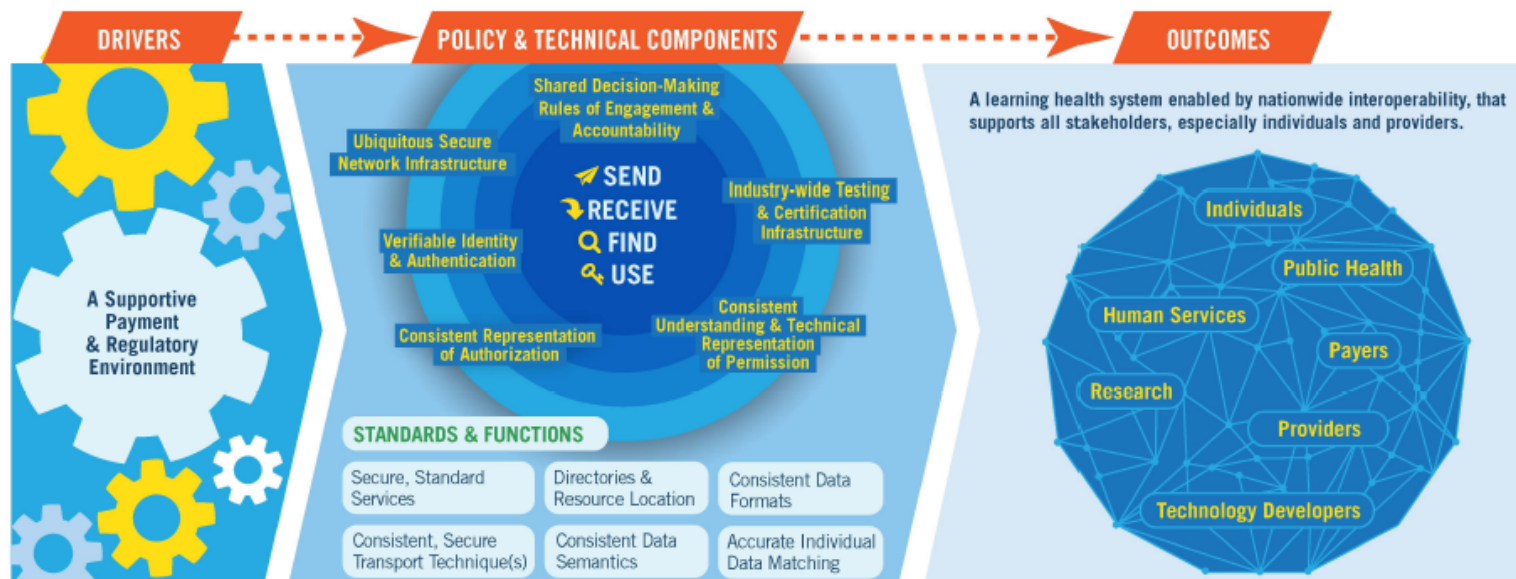 DRIVERS
POLICY & TECHNICAL COMPONENTS
OUTCOMES
A Supportive
Payment
& Regulatory
Environment
Shared Decision-Making
Rules of Engagement &
Accountability
Ubiquitous Secure
Network Infrastructure
Verifiable Identity
& Authentication
Consistent Representation
of Authorization
SEND
RECEIVE
FIND
USE
Industry-wide Testing
& Certification
Infrastructure
Consistent
Understanding & Technical
Representation
of Permission
STANDARDS & FUNCTIONS
Secure, Standard
Services
Directories &
Resource Location
Consistent Data
Formats
Consistent, Secure
Transport Technique(s)
Consistent Data
Semantics
Accurate Individual
Data Matching
A learning health system enabled by nationwide interoperability, that
supports all stakeholders, especially individuals and providers.
Individuals
Public Health
Human Services
Payers
Research
Providers
Technology Developers